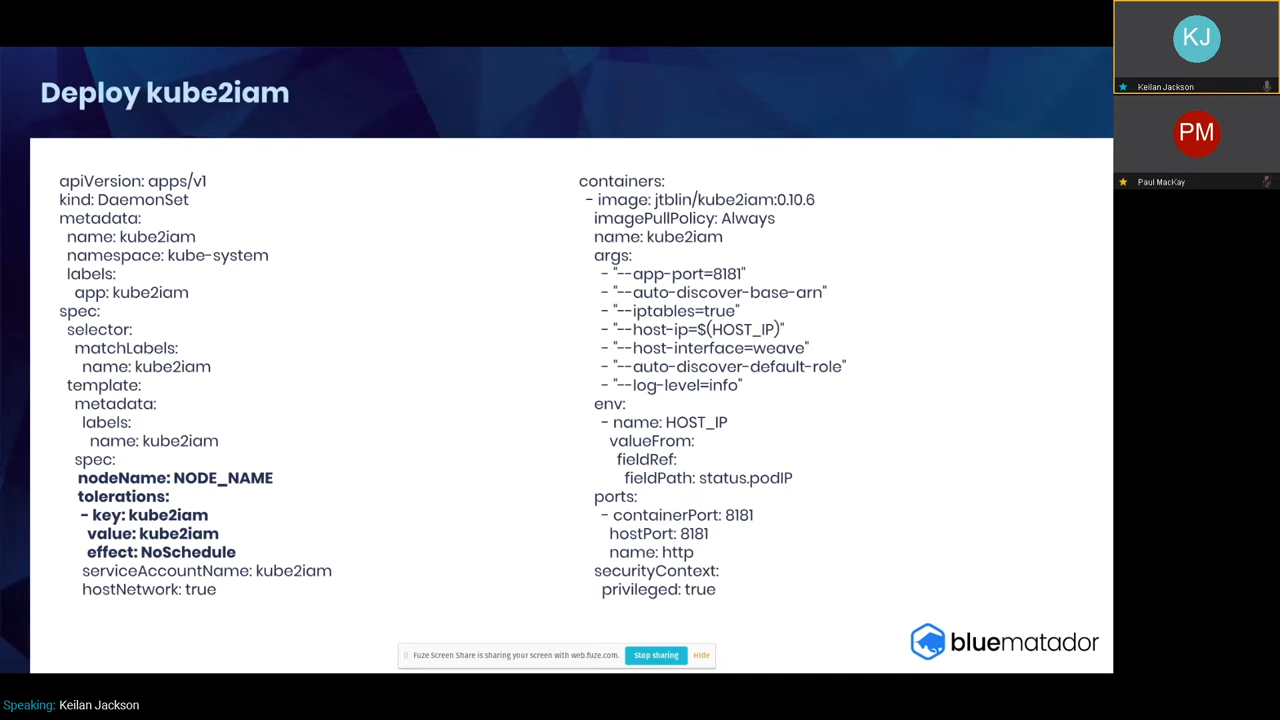 Deploy kube2iam
apiVersion: apps/v1
kind: DaemonSet
metadata:
name: kube2iam
namespace: kube-system
labels:
app: kube2iam
spec:
selector:
matchLabels:
name: kube2iam
template:
metadata:
labels:
name: kube2iam
spec:
nodeName: NODE_NAME
tolerations:
- key: kube2iam
value: kube2iam
effect: NoSchedule
serviceAccountName: kube2iam
hostNetwork: true
containers:
- image: jtblin/kube2iam:0.10.6
imagePullPolicy: Always
name: kube2iam
args:
- "--app-port=8181"
- "--auto-discover-base-arn"
- "--iptables=true"
- "--host-ip=$(HOST_IP)"
- "--host-interface=weave"
- "--auto-discover-default-role"
- "--log-level=info"
env:
- name: HOST_IP
valueFrom:
fieldRef:
fieldPath: status.podIP
ports:
- containerPort: 8181
hostPort: 8181
name: http
securityContext:
privileged: true
bluematador
Fuze Screen Share is sharing your screen with web.fuze.com. Stop sharing Hide
KJ
Keilan Jackson
PM
Paul MacKay
Speaking: Keilan Jackson